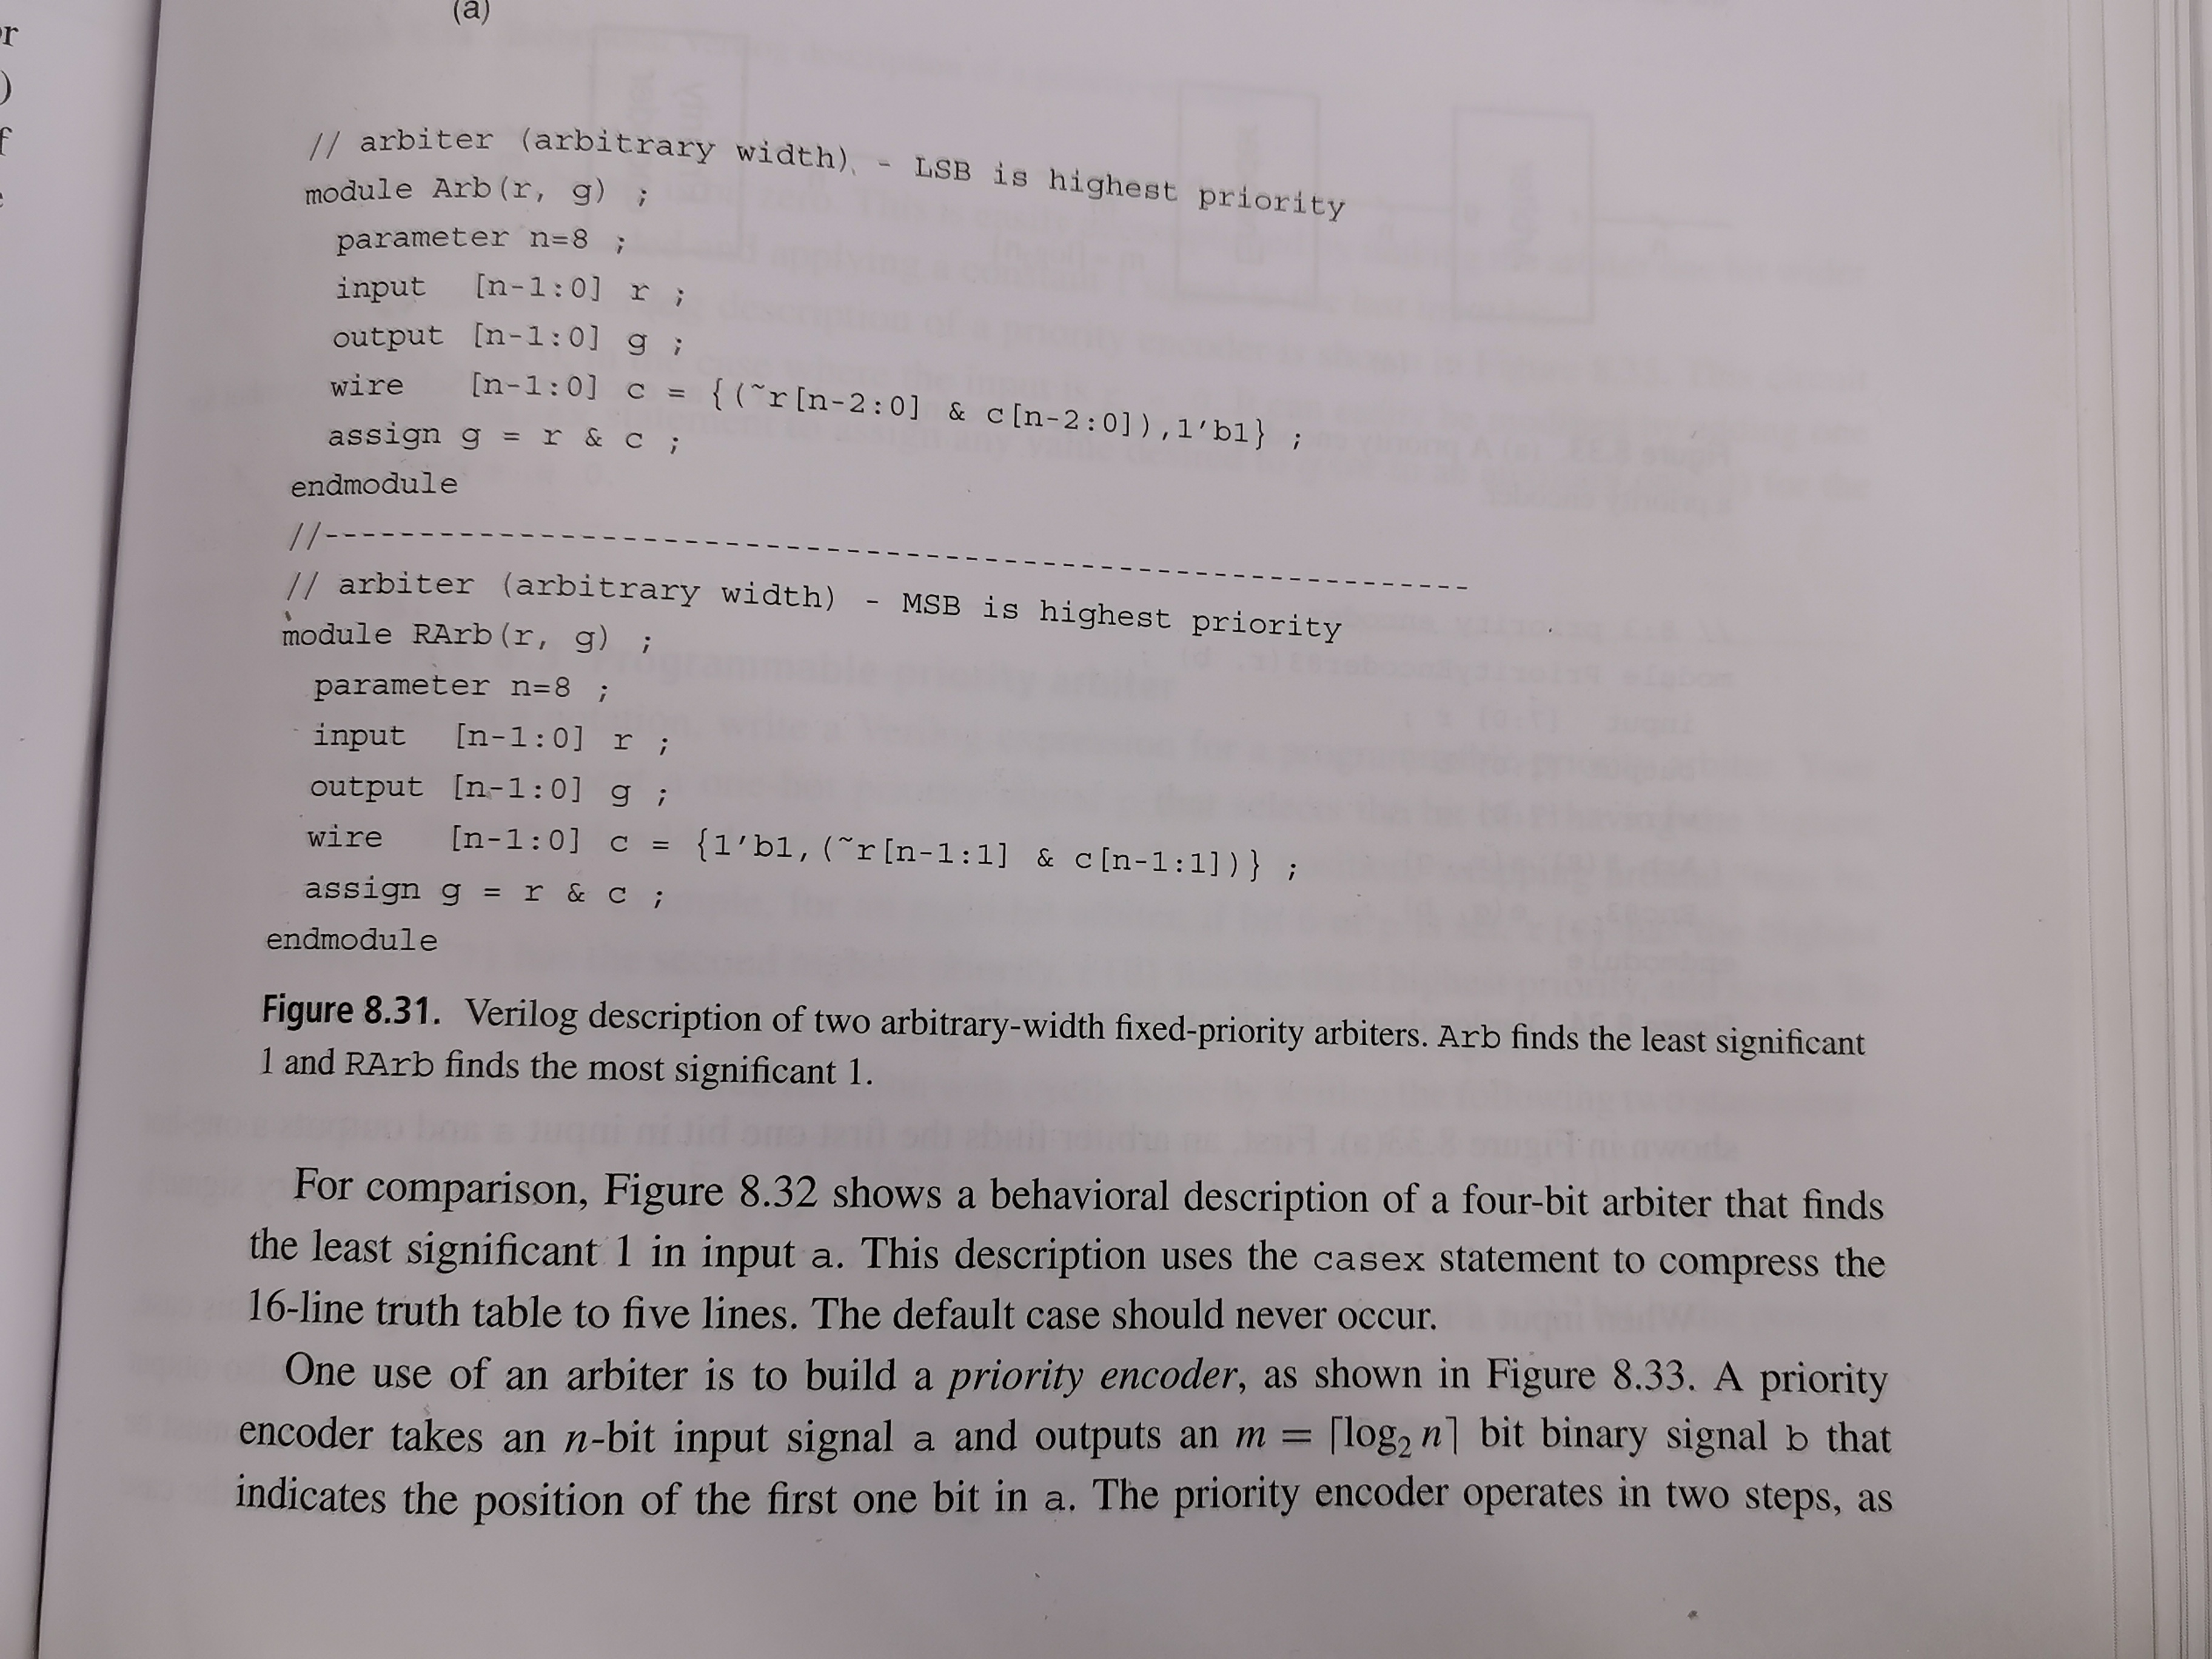 (a)
// arbiter (arbitrary width) - LSB is highest priority
module Arb(r, g) ;
parameter n=8 ;
input [n-1:0] r ;
output [n-1:0] g ;
wire [n-1:0] c = {(~r[n-2:0] & c[n-2:0]),1'b1} ;
assign g = r & c ;
endmodule
//----------------------------------------------------------
// arbiter (arbitrary width) - MSB is highest priority
module RArb(r, g) ;
parameter n=8 ;
input [n-1:0] r ;
output [n-1:0] g ;
wire [n-1:0] c = {1'b1,(~r[n-1:1] & c[n-1:1])} ;
assign g = r & c ;
endmodule
Figure 8.31. Verilog description of two arbitrary-width fixed-priority arbiters. Arb finds the least significant
1 and RArb finds the most significant 1.
For comparison, Figure 8.32 shows a behavioral description of a four-bit arbiter that finds
the least significant 1 in input a. This description uses the casex statement to compress the
16-line truth table to five lines. The default case should never occur.
One use of an arbiter is to build a priority encoder, as shown in Figure 8.33. A priority
encoder takes an n-bit input signal a and outputs an m = ⌈log₂ n⌉ bit binary signal b that
indicates the position of the first one bit in a. The priority encoder operates in two steps, as